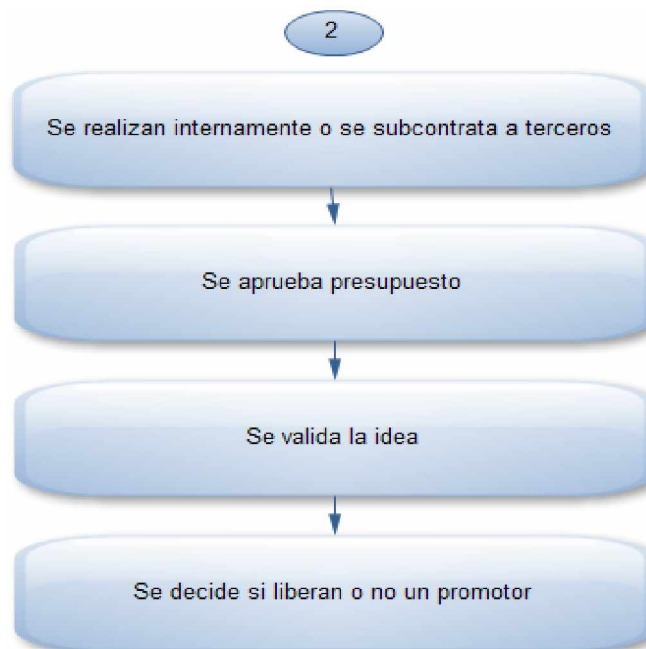 2
Se realizan internamente o se subcontrata a terceros
Se aprueba presupuesto
Se valida la idea
Se decide si liberan o no un promotor